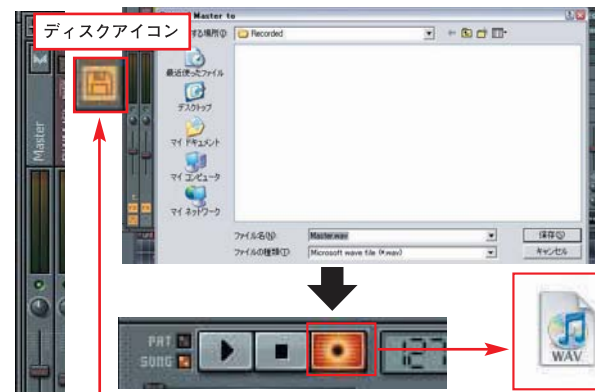 ディスクアイコン
Master to
する場所(I):
Recorded
最近使ったファイル
デスクトップ
マイ ドキュメント
マイ コンピュータ
マイ ネットワーク
Master
ファイル名(N):
Master.wav
保存(S)
ファイルの種類(T):
Microsoft wave file (*.wav)
キャンセル
PAT
SONG
WAV